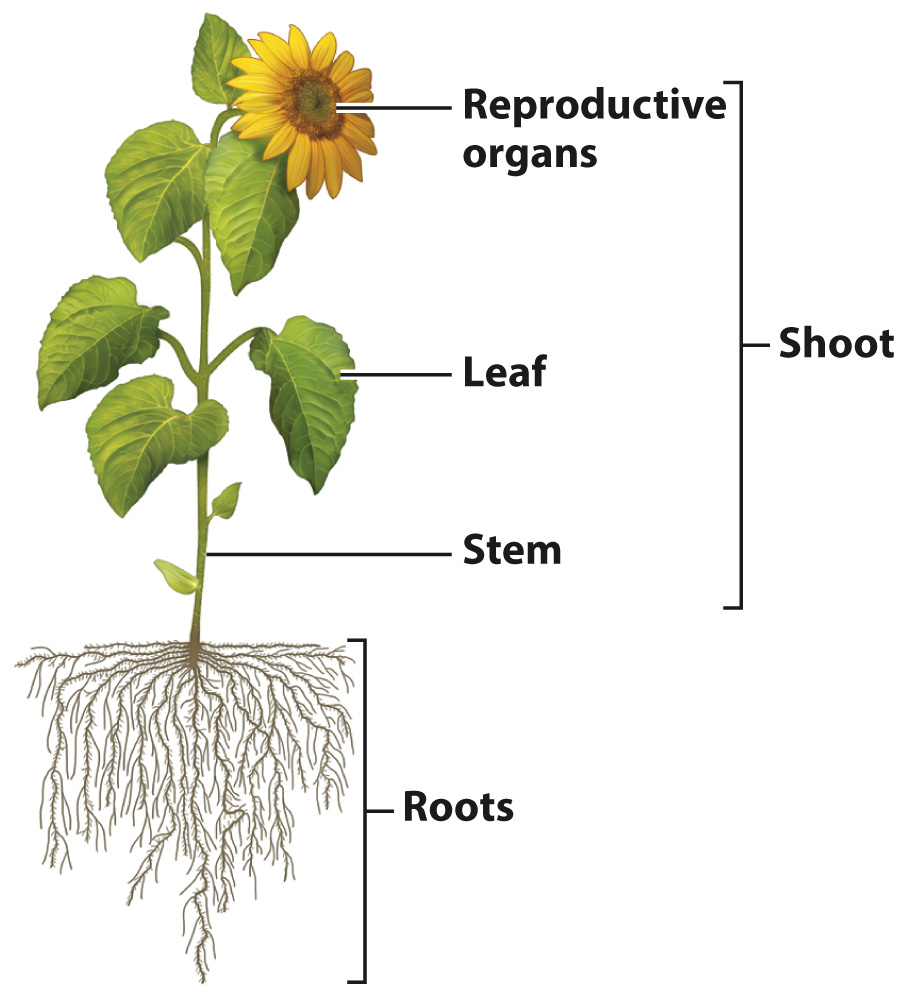 Reproductive
organs
Shoot
Leaf
Stem
Roots